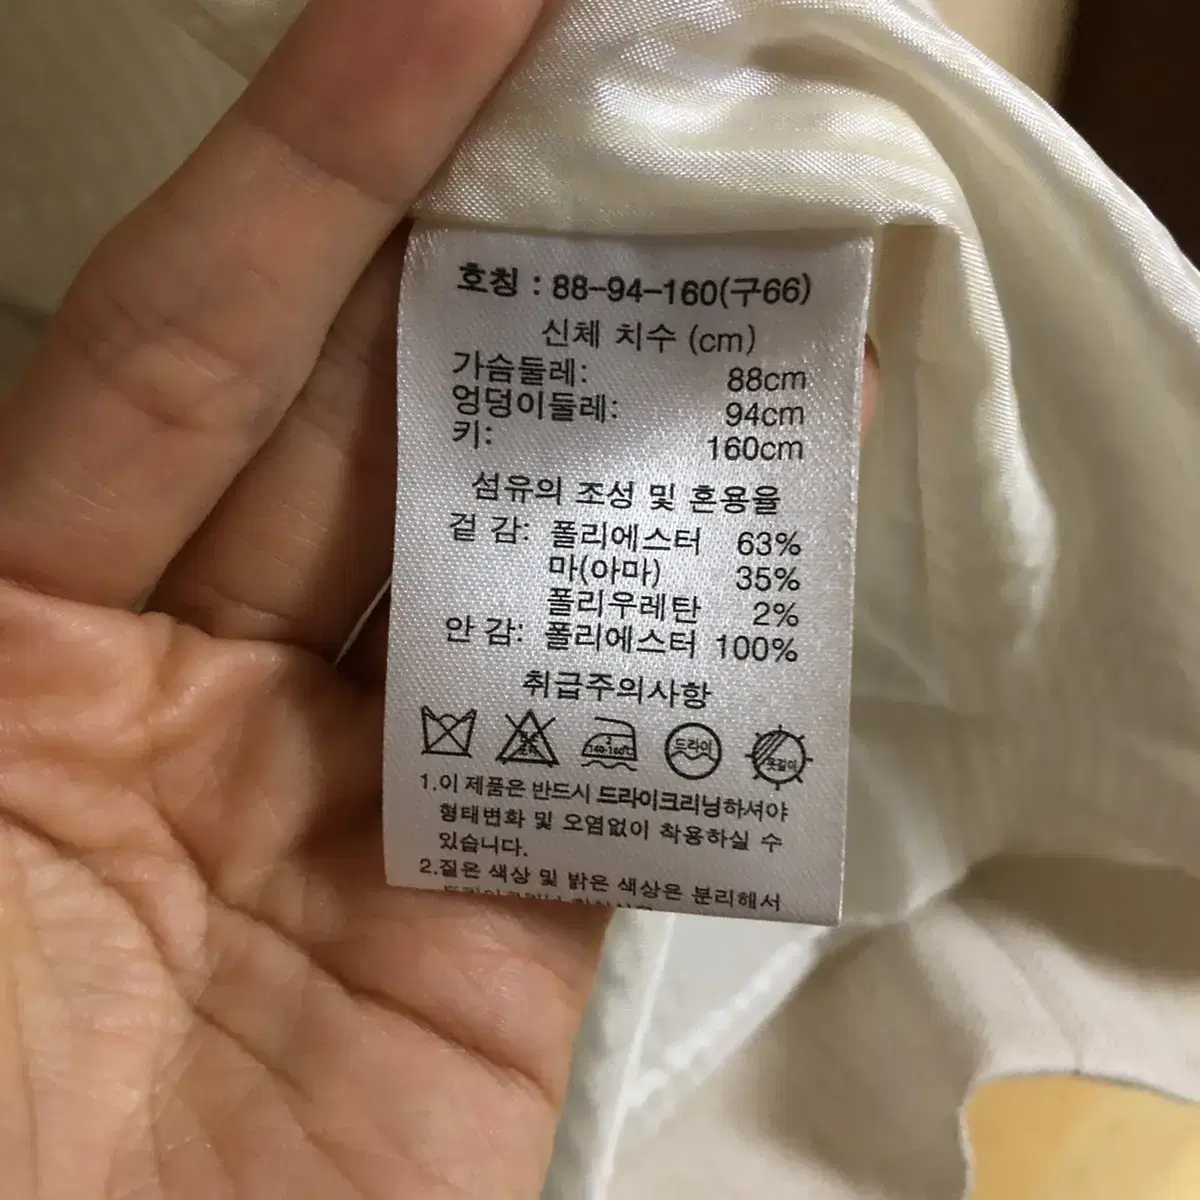 호칭 : 88-94-160(구66)
신체 치수 (cm)
가슴둘레: 88cm
엉덩이둘레: 94cm
키: 160cm
섬유의 조성 및 혼용율
겉 감: 폴리에스터 63%
마(아마) 35%
폴리우레탄 2%
안 감: 폴리에스터 100%
취급주의사항
2
140-160℃
드라이
옷걸이
1.이 제품은 반드시 드라이크리닝하셔야
형태변화 및 오염없이 착용하실 수
있습니다.
2.짙은 색상 및 밝은 색상은 분리해서